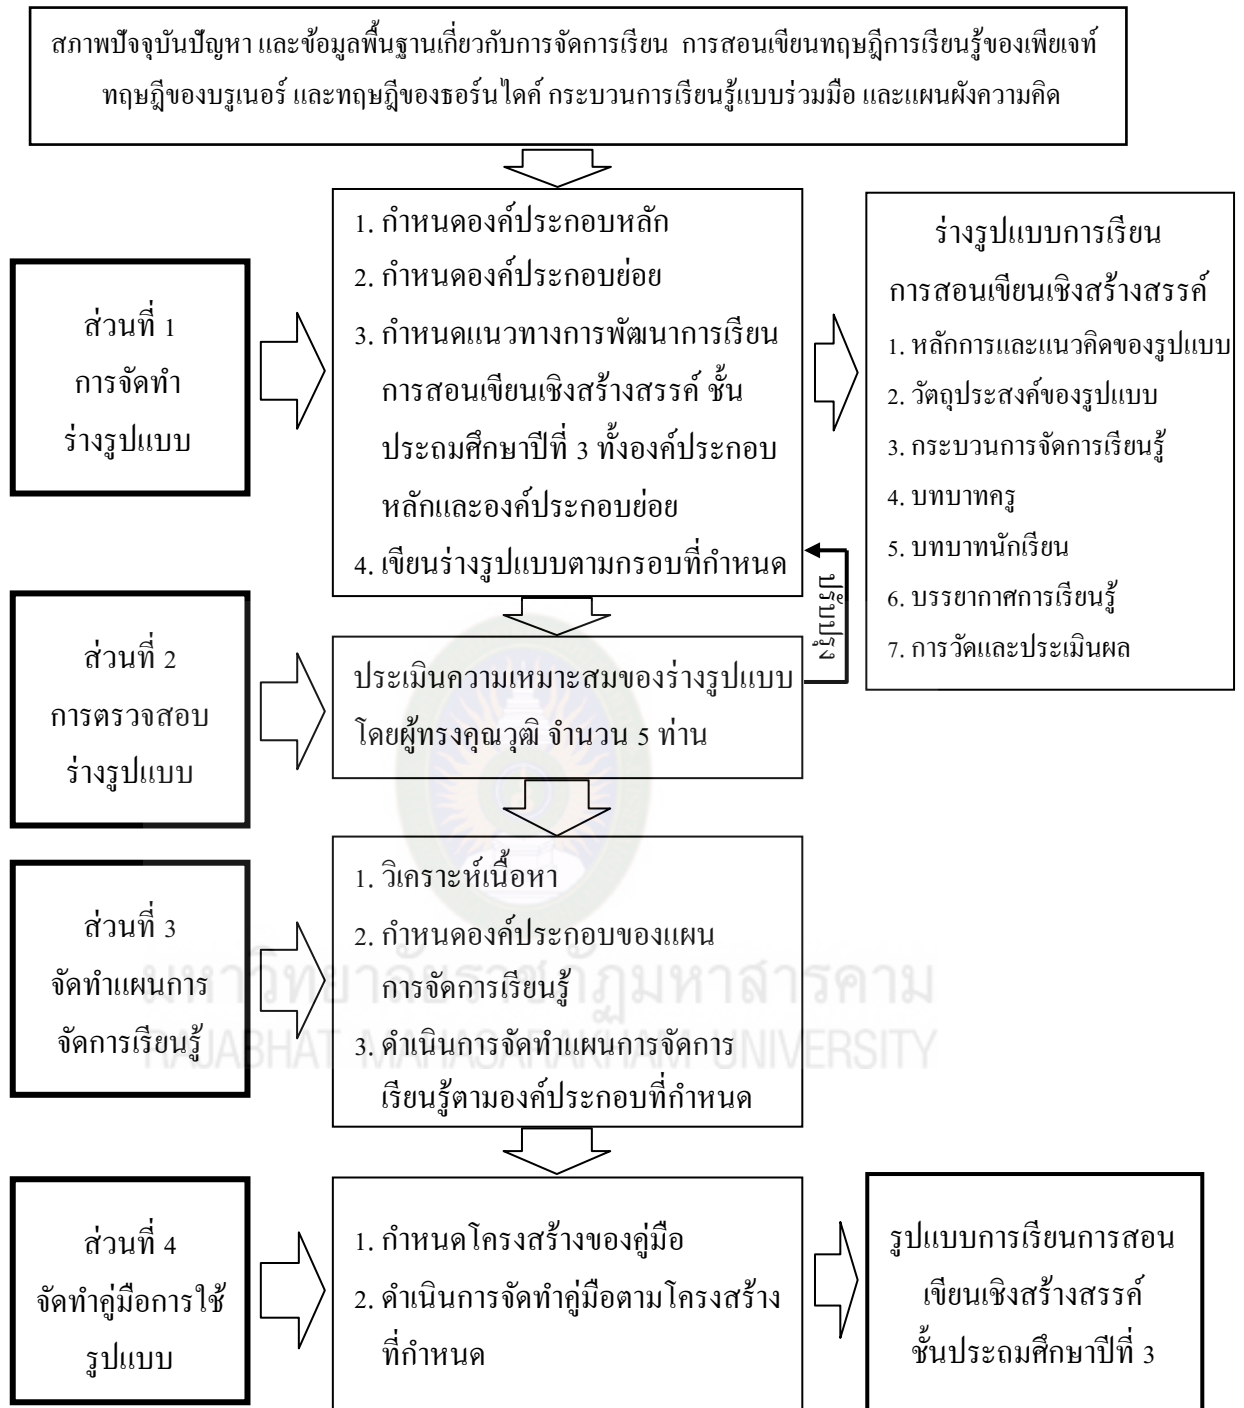 สภาพปัจจุบันปัญหา และข้อมูลพื้นฐานเกี่ยวกับการจัดการเรียน การสอนเขียนทฤษฎีการเรียนรู้ของเพียเจท์
ทฤษฎีของบรูเนอร์ และทฤษฎีของธอร์นไดค์ กระบวนการเรียนรู้แบบร่วมมือ และแผนผังความคิด
ส่วนที่ 1
การจัดทำ
ร่างรูปแบบ
1. กำหนดองค์ประกอบหลัก
2. กำหนดองค์ประกอบย่อย
3. กำหนดแนวทางการพัฒนาการเรียน
การสอนเขียนเชิงสร้างสรรค์ ชั้น
ประถมศึกษาปีที่ 3 ทั้งองค์ประกอบ
หลักและองค์ประกอบย่อย
4. เขียนร่างรูปแบบตามกรอบที่กำหนด
ร่างรูปแบบการเรียน
การสอนเขียนเชิงสร้างสรรค์
1. หลักการและแนวคิดของรูปแบบ
2. วัตถุประสงค์ของรูปแบบ
3. กระบวนการจัดการเรียนรู้
4. บทบาทครู
5. บทบาทนักเรียน
6. บรรยากาศการเรียนรู้
7. การวัดและประเมินผล
ปรับปรุง
ส่วนที่ 2
การตรวจสอบ
ร่างรูปแบบ
ประเมินความเหมาะสมของร่างรูปแบบ
โดยผู้ทรงคุณวุฒิ จำนวน 5 ท่าน
ส่วนที่ 3
จัดทำแผนการ
จัดการเรียนรู้
1. วิเคราะห์เนื้อหา
2. กำหนดองค์ประกอบของแผน
การจัดการเรียนรู้
3. ดำเนินการจัดทำแผนการจัดการ
เรียนรู้ตามองค์ประกอบที่กำหนด
มหาวิทยาลัยราชภัฏมหาสารคาม
RAJABHAT MAHASARAKHAM UNIVERSITY
ส่วนที่ 4
จัดทำคู่มือการใช้
รูปแบบ
1. กำหนดโครงสร้างของคู่มือ
2. ดำเนินการจัดทำคู่มือตามโครงสร้าง
ที่กำหนด
รูปแบบการเรียนการสอน
เขียนเชิงสร้างสรรค์
ชั้นประถมศึกษาปีที่ 3